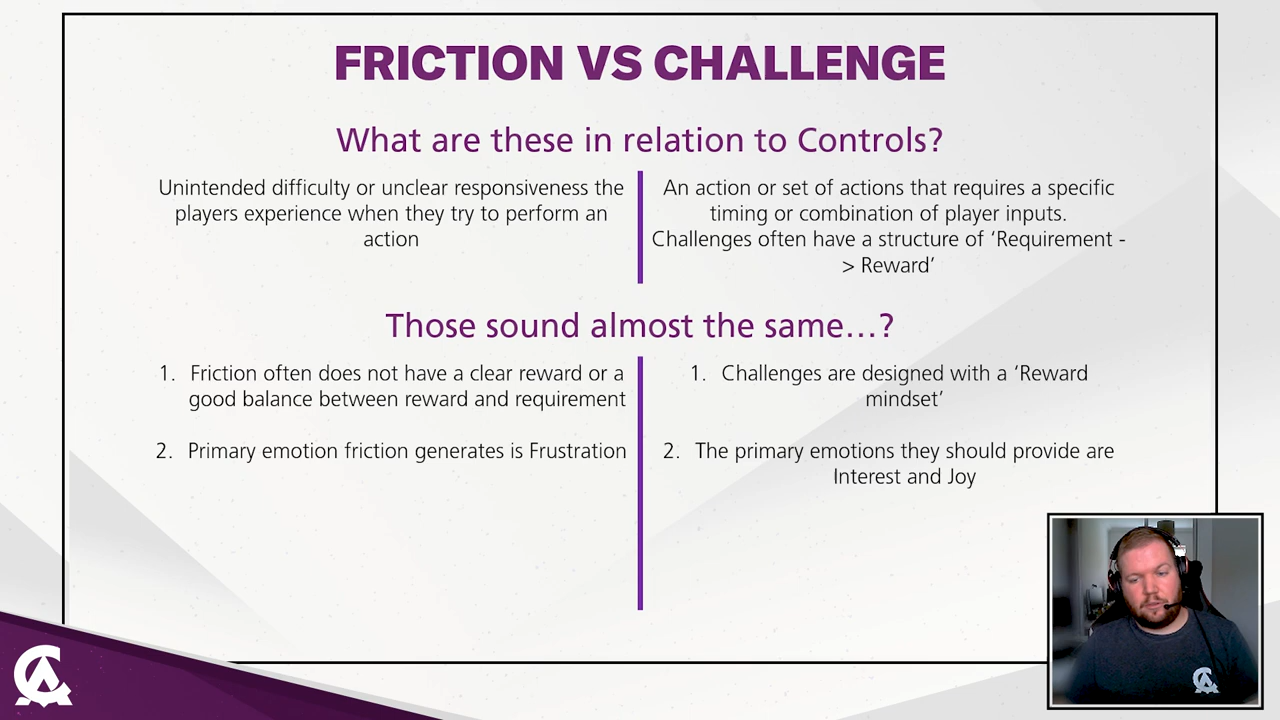 FRICTION VS CHALLENGE
What are these in relation to Controls?
Unintended difficulty or unclear responsiveness the
players experience when they try to perform an
action
An action or set of actions that requires a specific
timing or combination of player inputs.
Challenges often have a structure of ‘Requirement -
> Reward’
Those sound almost the same…?
1. Friction often does not have a clear reward or a
good balance between reward and requirement
2. Primary emotion friction generates is Frustration
1. Challenges are designed with a ‘Reward
mindset’
2. The primary emotions they should provide are
Interest and Joy